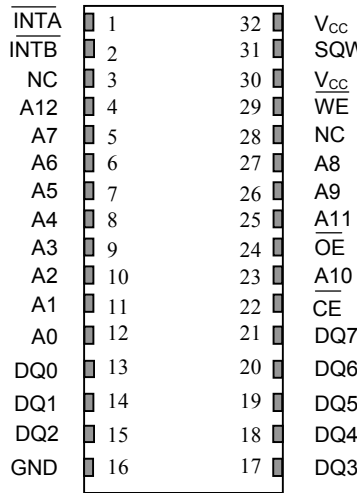 INTA 1 32 VCC
INTB 2 31 SQW
NC 3 30 VCC
A12 4 29 WE
A7 5 28 NC
A6 6 27 A8
A5 7 26 A9
A4 8 25 A11
A3 9 24 OE
A2 10 23 A10
A1 11 22 CE
A0 12 21 DQ7
DQ0 13 20 DQ6
DQ1 14 19 DQ5
DQ2 15 18 DQ4
GND 16 17 DQ3